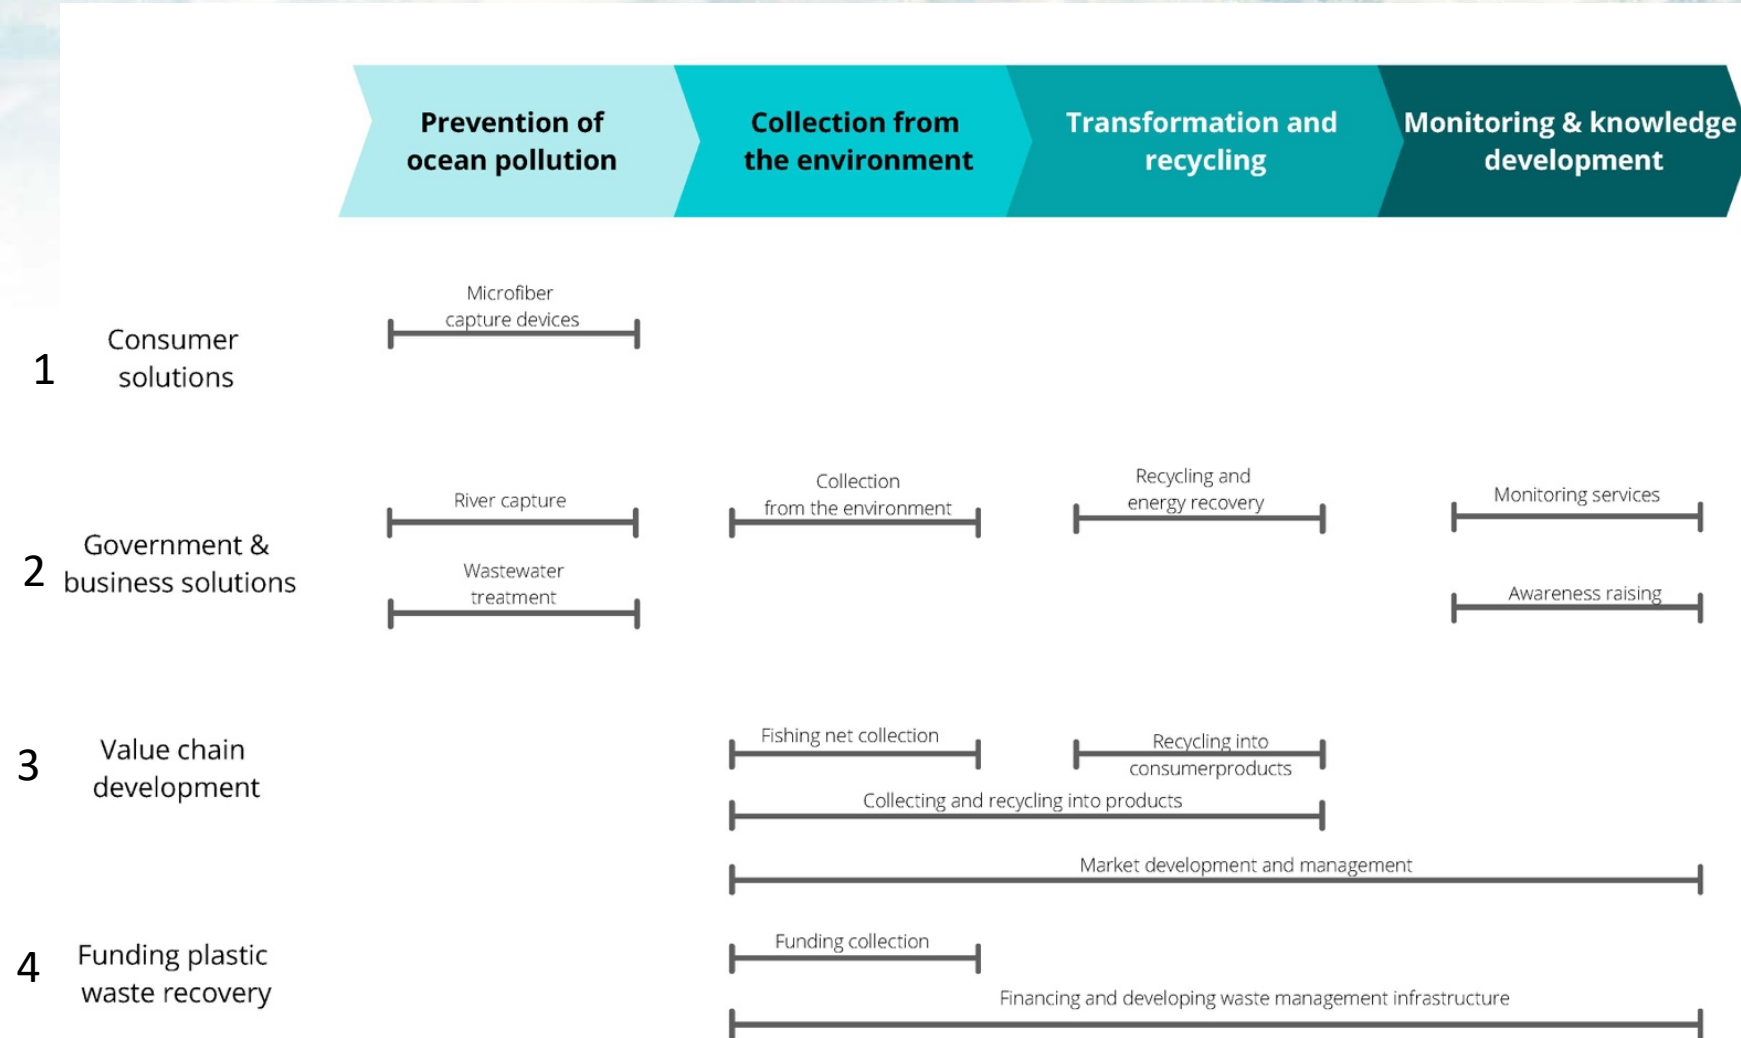 Prevention of
ocean pollution
Collection from
the environment
Transformation and
recycling
Monitoring & knowledge
development
1
Consumer
solutions
Microfiber
capture devices
2
Government &
business solutions
River capture
Wastewater
treatment
Collection
from the environment
Recycling and
energy recovery
Monitoring services
Awareness raising
3
Value chain
development
Fishing net collection
Recycling into
consumerproducts
Collecting and recycling into products
Market development and management
4
Funding plastic
waste recovery
Funding collection
Financing and developing waste management infrastructure